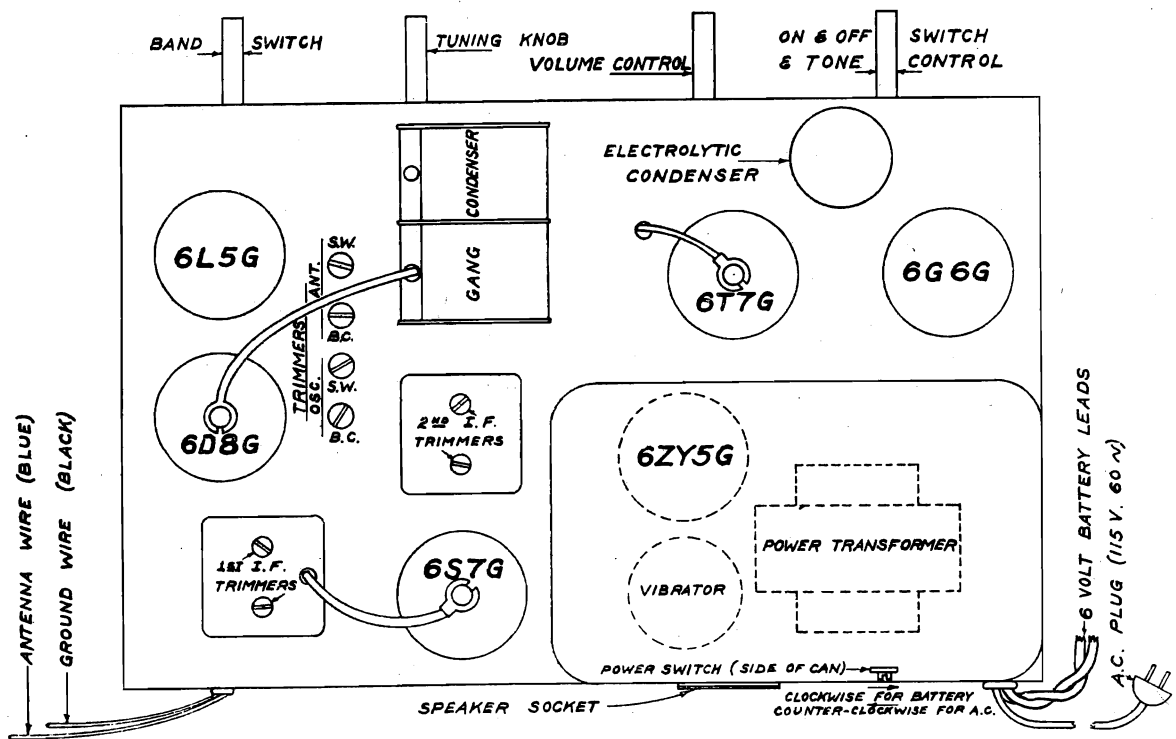 BAND SWITCH
TUNING KNOB
VOLUME CONTROL
ON & OFF SWITCH
& TONE CONTROL
ELECTROLYTIC
CONDENSER
CONDENSER
GANG
6L5G
6T7G
6G6G
6D8G
TRIMMERS
ANT.
S.W.
B.C.
OSC.
S.W.
B.C.
2ND I.F.
TRIMMERS
6ZY5G
POWER TRANSFORMER
VIBRATOR
1ST I.F.
TRIMMERS
6S7G
ANTENNA WIRE (BLUE)
GROUND WIRE (BLACK)
6 VOLT BATTERY LEADS
A.C. PLUG (115 V. 60~)
POWER SWITCH (SIDE OF CAN)
SPEAKER SOCKET
CLOCKWISE FOR BATTERY
COUNTER-CLOCKWISE FOR A.C.